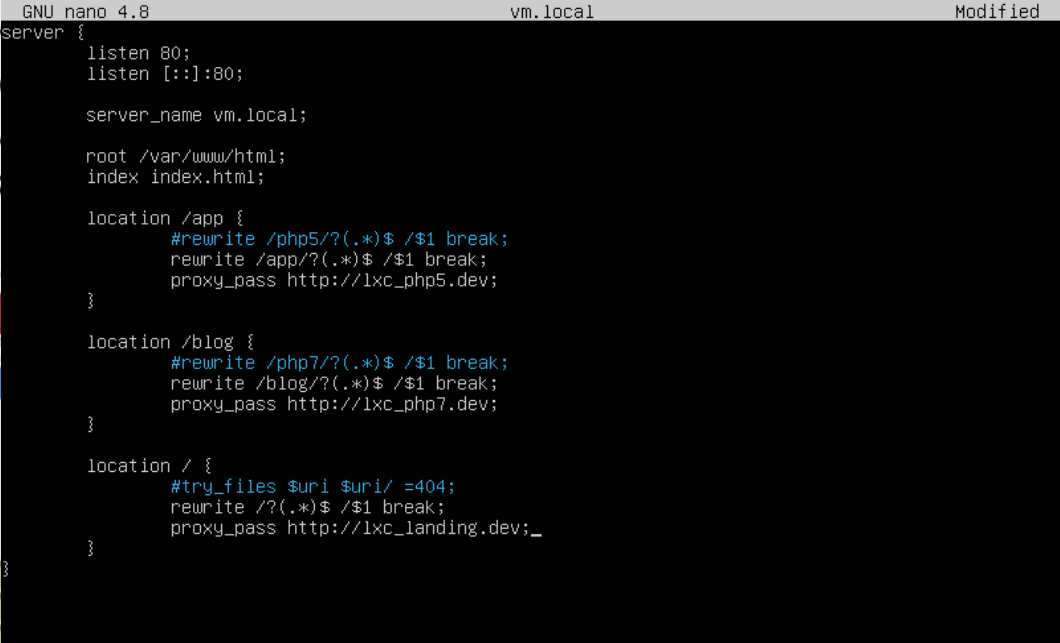 GNU nano 4.8 vm.local Modified
server {
listen 80;
listen [::]:80;
server_name vm.local;
root /var/www/html;
index index.html;
location /app {
#rewrite /php5/?(.*)$ /$1 break;
rewrite /app/?(.*)$ /$1 break;
proxy_pass http://lxc_php5.dev;
}
location /blog {
#rewrite /php7/?(.*)$ /$1 break;
rewrite /blog/?(.*)$ /$1 break;
proxy_pass http://lxc_php7.dev;
}
location / {
#try_files $uri $uri/ =404;
rewrite /?(.*)$ /$1 break;
proxy_pass http://lxc_landing.dev;
}
}